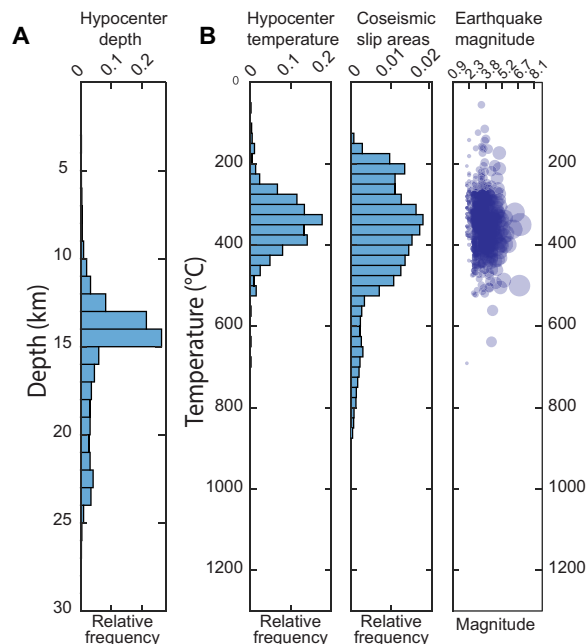 A
Hypocenter
depth
0
0.1
0.2
5
10
15
20
25
30
Depth (km)
Relative
frequency
B
Hypocenter
temperature
0
0.1
0.2
0
200
400
600
800
1000
1200
Temperature (°C)
Relative
frequency
Coseismic
slip areas
0
0.01
0.02
Relative
frequency
Earthquake
magnitude
0.9
2.3
3.8
5.2
6.7
8.1
200
400
600
800
1000
1200
Magnitude